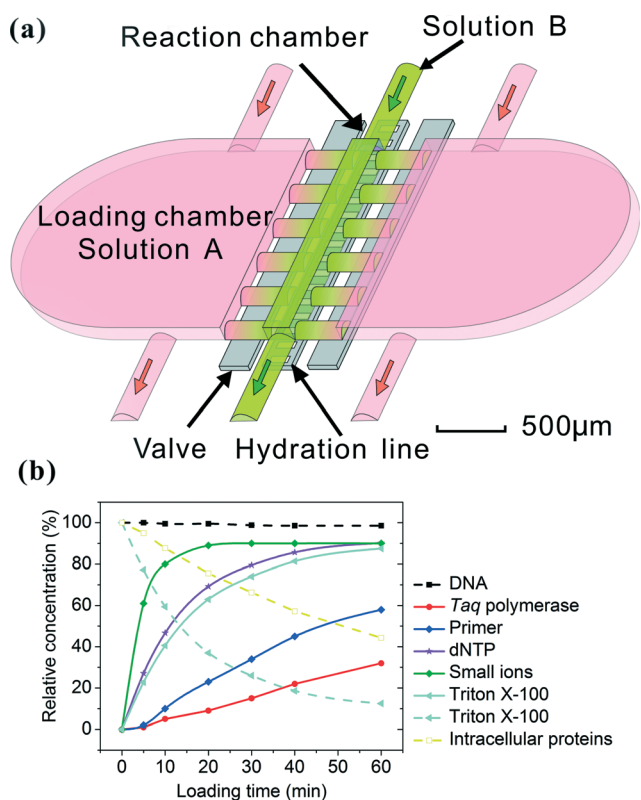 (a)
Reaction chamber
Solution B
Loading chamber
Solution A
Valve
Hydration line
500μm
(b)
Relative concentration (%)
100
80
60
40
20
0
0 10 20 30 40 50 60
Loading time (min)
DNA
Taq polymerase
Primer
dNTP
Small ions
Triton X-100
Triton X-100
Intracellular proteins